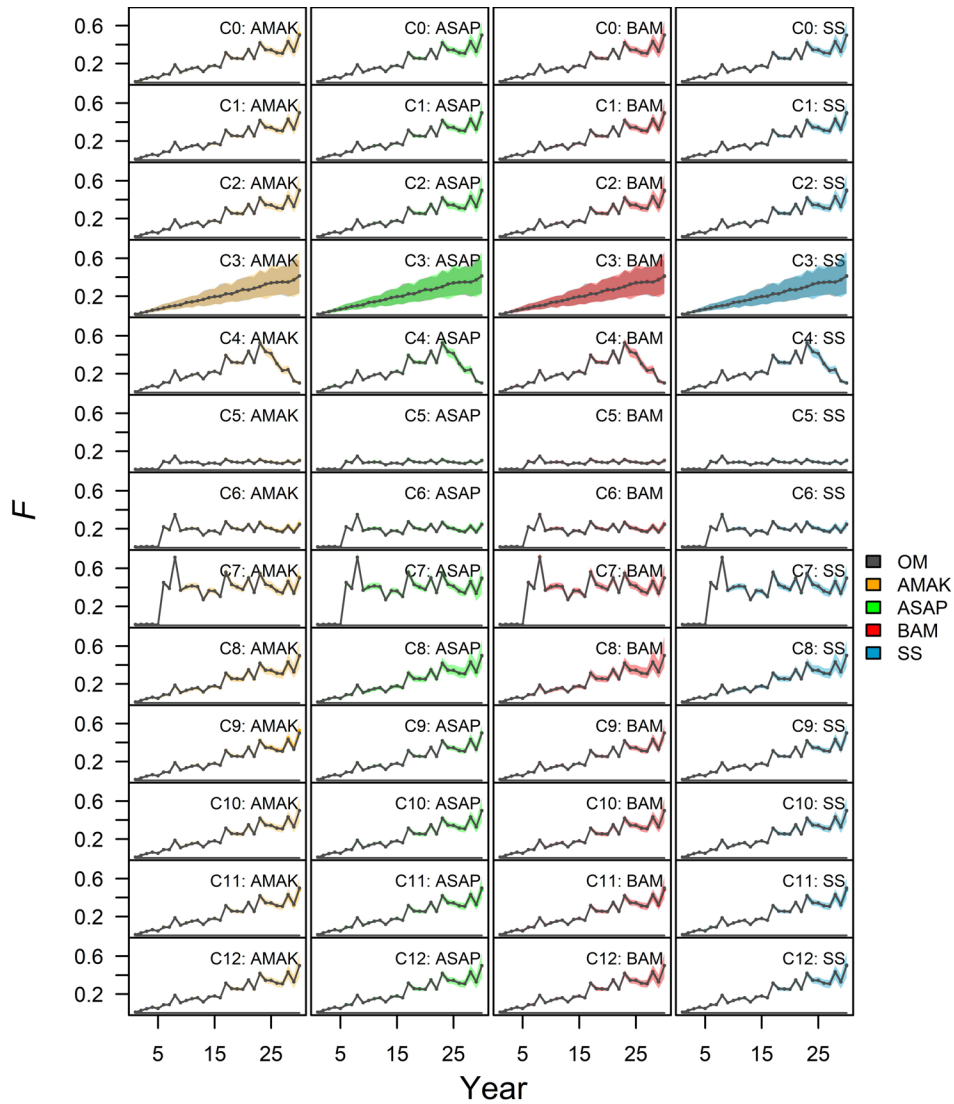 0.6 C0: AMAK C0: ASAP C0: BAM C0: SS
0.2
0.6 C1: AMAK C1: ASAP C1: BAM C1: SS
0.2
0.6 C2: AMAK C2: ASAP C2: BAM C2: SS
0.2
0.6 C3: AMAK C3: ASAP C3: BAM C3: SS
0.2
0.6 C4: AMAK C4: ASAP C4: BAM C4: SS
0.2
0.6 C5: AMAK C5: ASAP C5: BAM C5: SS
0.2
0.6 C6: AMAK C6: ASAP C6: BAM C6: SS
0.2
0.6 C7: AMAK C7: ASAP C7: BAM C7: SS
0.2
0.6 C8: AMAK C8: ASAP C8: BAM C8: SS
0.2
0.6 C9: AMAK C9: ASAP C9: BAM C9: SS
0.2
0.6 C10: AMAK C10: ASAP C10: BAM C10: SS
0.2
0.6 C11: AMAK C11: ASAP C11: BAM C11: SS
0.2
0.6 C12: AMAK C12: ASAP C12: BAM C12: SS
0.2
F
5 15 25 5 15 25 5 15 25 5 15 25
Year
OM
AMAK
ASAP
BAM
SS